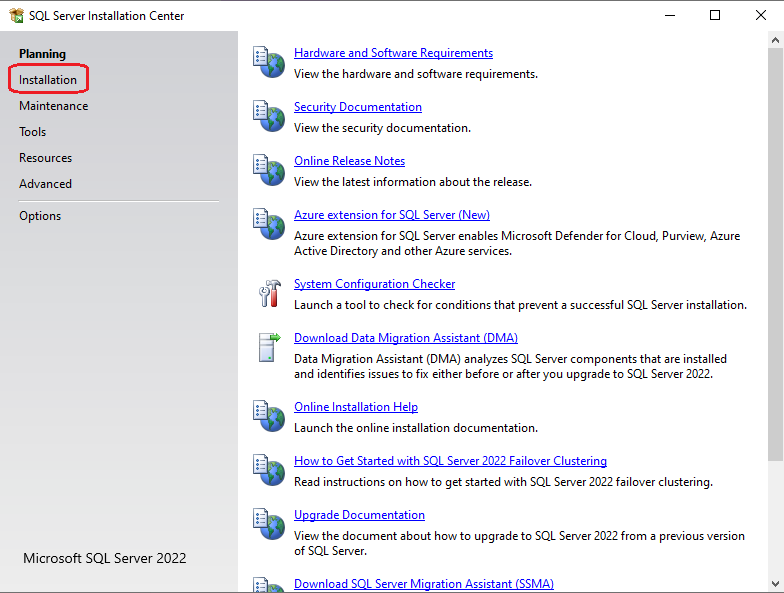 SQL Server Installation Center
Planning
Installation
Maintenance
Tools
Resources
Advanced
Options
Microsoft SQL Server 2022
Hardware and Software Requirements
View the hardware and software requirements.
Security Documentation
View the security documentation.
Online Release Notes
View the latest information about the release.
Azure extension for SQL Server (New)
Azure extension for SQL Server enables Microsoft Defender for Cloud, Purview, Azure
Active Directory and other Azure services.
System Configuration Checker
Launch a tool to check for conditions that prevent a successful SQL Server installation.
Download Data Migration Assistant (DMA)
Data Migration Assistant (DMA) analyzes SQL Server components that are installed
and identifies issues to fix either before or after you upgrade to SQL Server 2022.
Online Installation Help
Launch the online installation documentation.
How to Get Started with SQL Server 2022 Failover Clustering
Read instructions on how to get started with SQL Server 2022 failover clustering.
Upgrade Documentation
View the document about how to upgrade to SQL Server 2022 from a previous version
of SQL Server.
Download SQL Server Migration Assistant (SSMA)